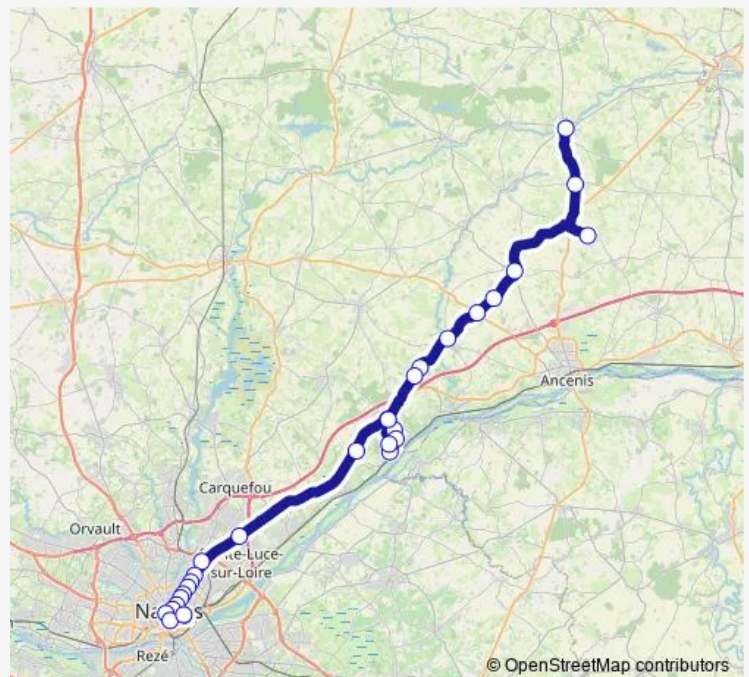 Ancenis
Carquefou
Orvault
te-Luce-
sur-Loire
Rezé
© OpenStreetMap contributors